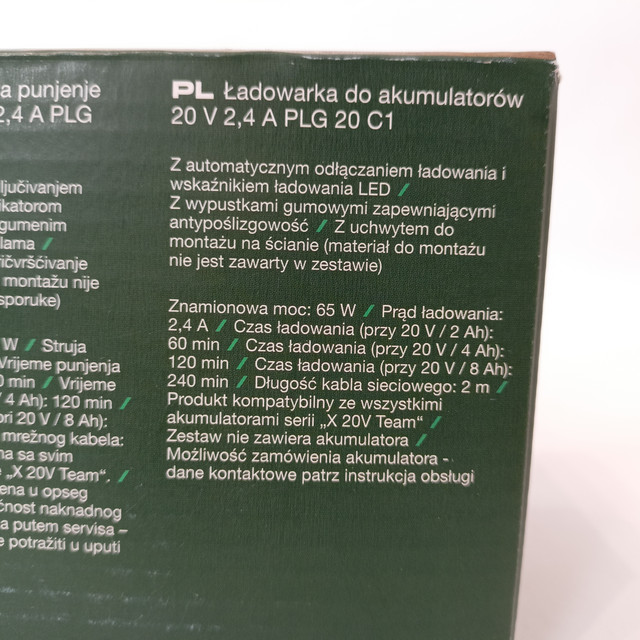 a punjenje
2,4 A PLG
ljučivanjem
ikatorom
gumenim
lama /
ričvršćivanje
montažu nije
sporuke)
W / Struja
Vrijeme punjenja
0 min / Vrijeme
/ 4 Ah): 120 min /
pri 20 V / 8 Ah):
mrežnog kabela:
na sa svim
e „X 20V Team“. /
ena u opseg
ćnost naknadnog
a putem servisa –
e potražiti u uputi
PL Ładowarka do akumulatorów
20 V 2,4 A PLG 20 C1
Z automatycznym odłączaniem ładowania i
wskaźnikiem ładowania LED /
Z wypustkami gumowymi zapewniającymi
antypoślizgowość / Z uchwytem do
montażu na ścianie (materiał do montażu
nie jest zawarty w zestawie)
Znamionowa moc: 65 W / Prąd ładowania:
2,4 A / Czas ładowania (przy 20 V / 2 Ah):
60 min / Czas ładowania (przy 20 V / 4 Ah):
120 min / Czas ładowania (przy 20 V / 8 Ah):
240 min / Długość kabla sieciowego: 2 m /
Produkt kompatybilny ze wszystkimi
akumulatorami serii „X 20V Team“ /
Zestaw nie zawiera akumulatora /
Możliwość zamówienia akumulatora -
dane kontaktowe patrz instrukcja obsługi